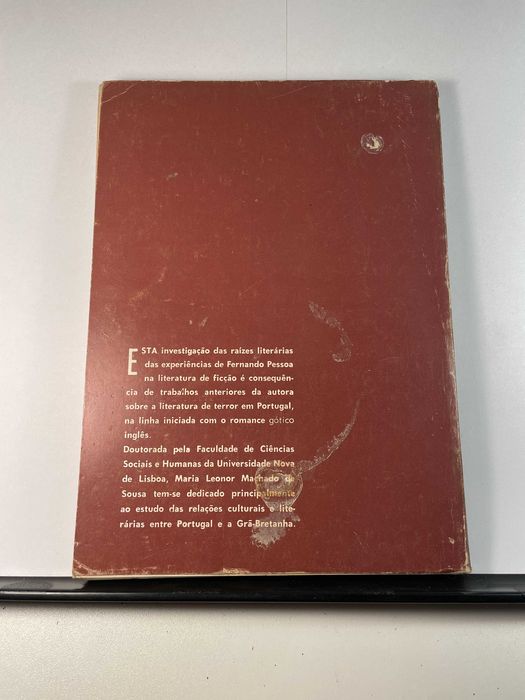 ESTA investigação das raízes literárias
das experiências de Fernando Pessoa
na literatura de ficção é consequên-
cia de trabalhos anteriores da autora
sobre a literatura de terror em Portugal,
na linha iniciada com o romance gótico
inglês.
Doutorada pela Faculdade de Ciências
Sociais e Humanas da Universidade Nova
de Lisboa, Maria Leonor Machado de
Sousa tem-se dedicado principalmente
ao estudo das relações culturais e lite-
rárias entre Portugal e a Grã-Bretanha.